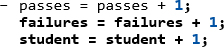 - passes = passes + 1;
failures = failures + 1;
student = student + 1;